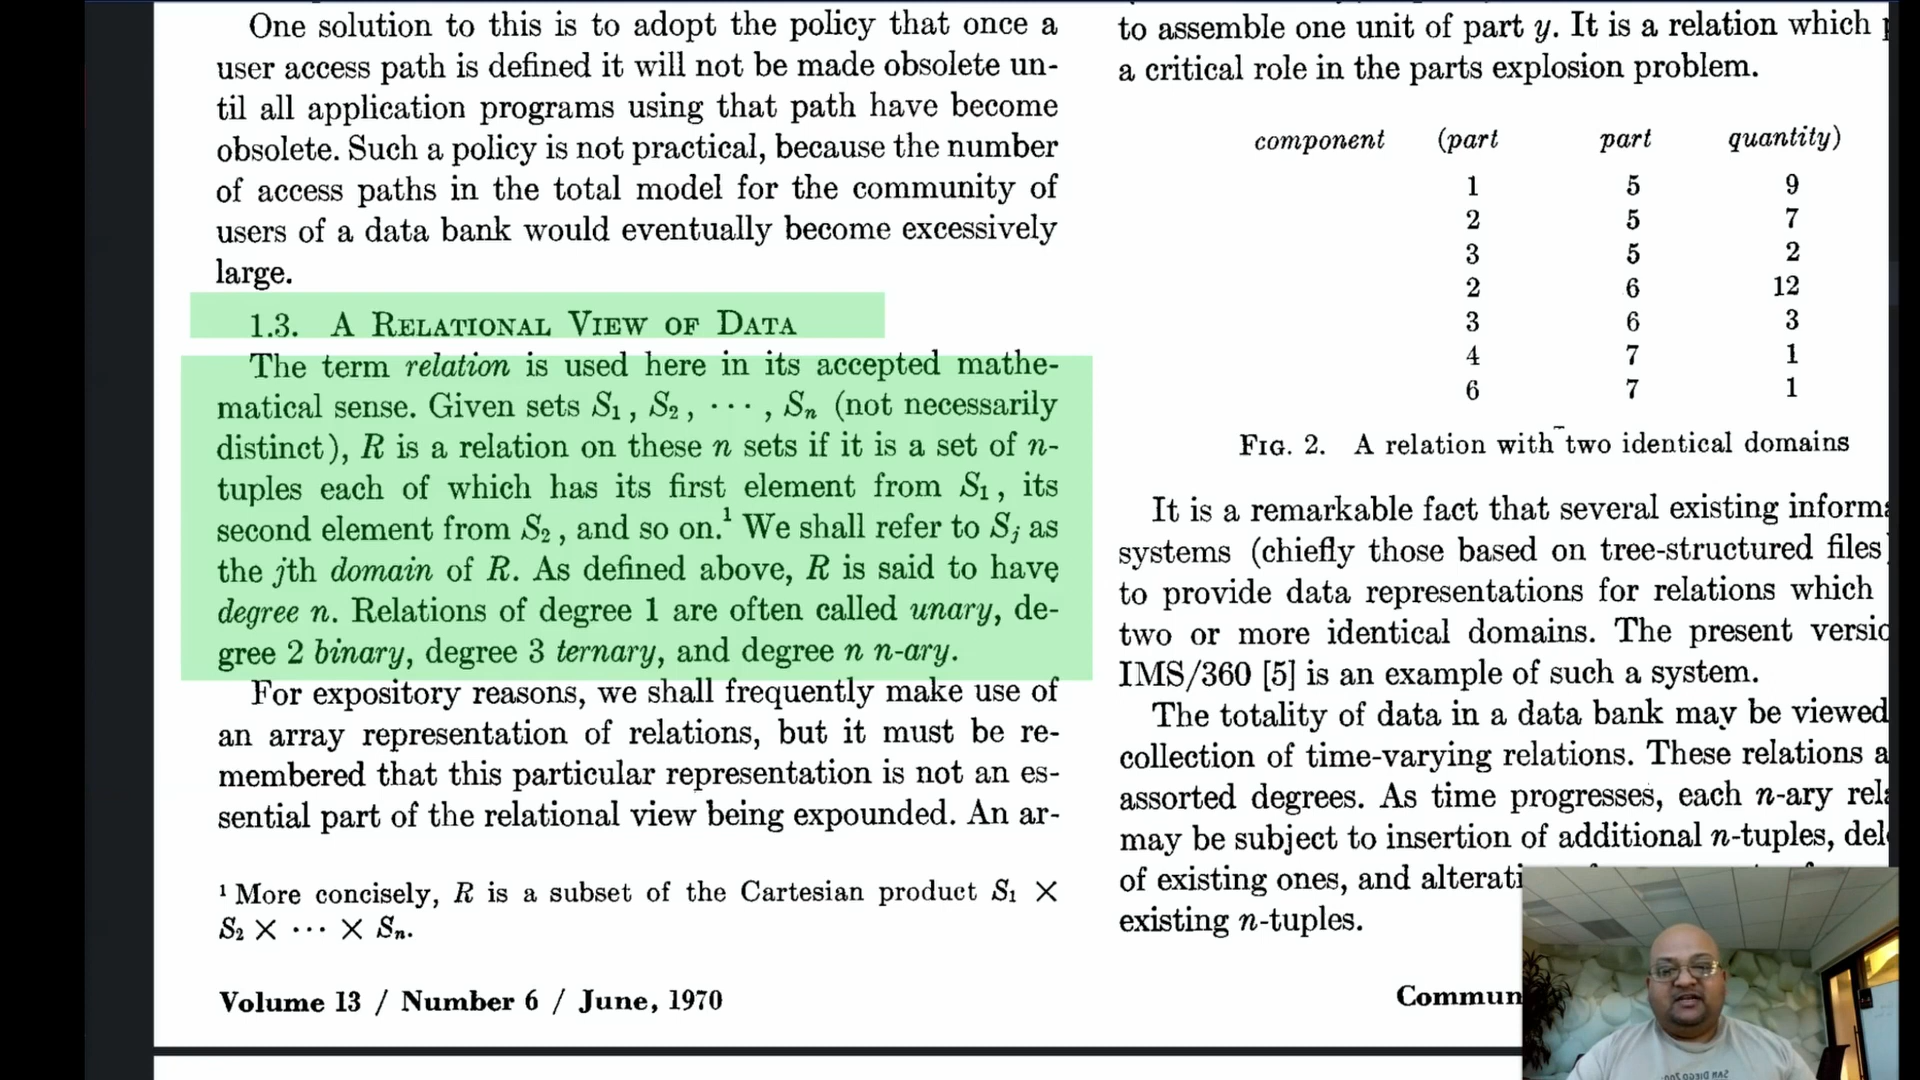 One solution to this is to adopt the policy that once a
user access path is defined it will not be made obsolete un-
til all application programs using that path have become
obsolete. Such a policy is not practical, because the number
of access paths in the total model for the community of
users of a data bank would eventually become excessively
large.
1.3. A RELATIONAL VIEW OF DATA
The term relation is used here in its accepted mathe-
matical sense. Given sets S1 , S2 , ··· , Sn (not necessarily
distinct), R is a relation on these n sets if it is a set of n-
tuples each of which has its first element from S1 , its
second element from S2 , and so on.1 We shall refer to Sj as
the jth domain of R. As defined above, R is said to have
degree n. Relations of degree 1 are often called unary, de-
gree 2 binary, degree 3 ternary, and degree n n-ary.
For expository reasons, we shall frequently make use of
an array representation of relations, but it must be re-
membered that this particular representation is not an es-
sential part of the relational view being expounded. An ar-
1 More concisely, R is a subset of the Cartesian product S1 ×
S2 × ··· × Sn.
Volume 13 / Number 6 / June, 1970
to assemble one unit of part y. It is a relation which
a critical role in the parts explosion problem.
component (part part quantity)
1 5 9
2 5 7
3 5 2
2 6 12
3 6 3
4 7 1
6 7 1
FIG. 2. A relation with two identical domains
It is a remarkable fact that several existing inform
systems (chiefly those based on tree-structured files
to provide data representations for relations which
two or more identical domains. The present versio
IMS/360 [5] is an example of such a system.
The totality of data in a data bank may be viewed
collection of time-varying relations. These relations a
assorted degrees. As time progresses, each n-ary rel
may be subject to insertion of additional n-tuples, del
of existing ones, and alterati
existing n-tuples.
Commun
SAN DIEGO ZOO